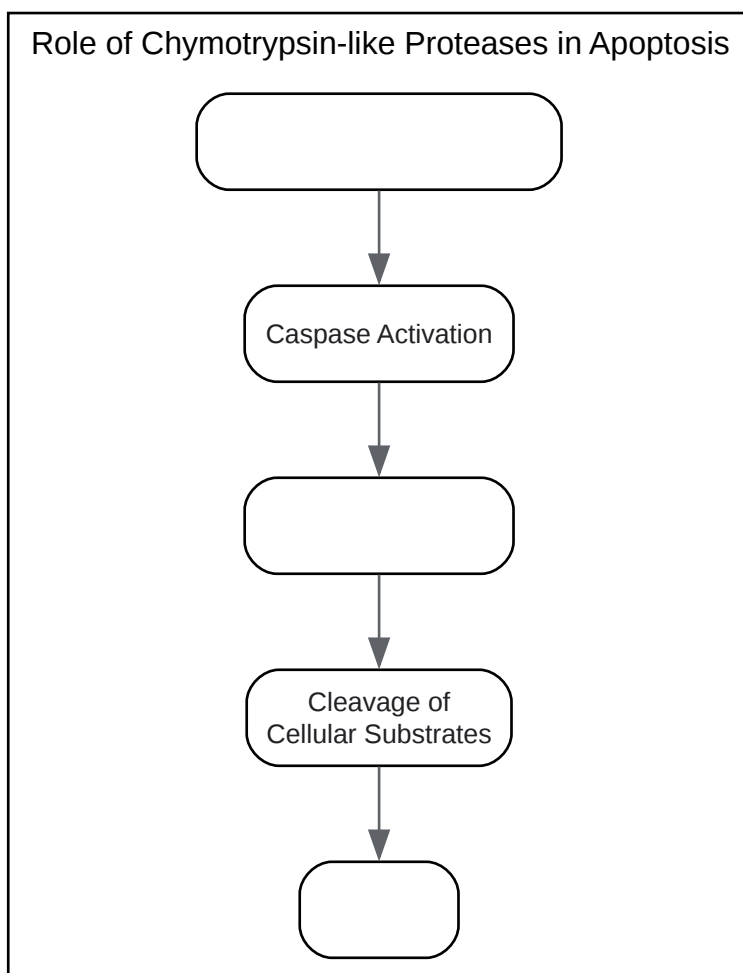 Role of Chymotrypsin-like Proteases in Apoptosis
Caspase Activation
Cleavage of
Cellular Substrates